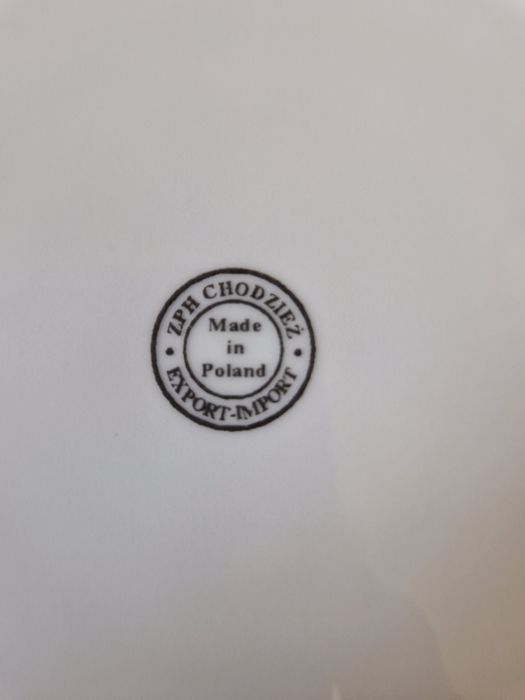 ZPH CHODZIEŻ
Made
in
Poland
EXPORT-IMPORT